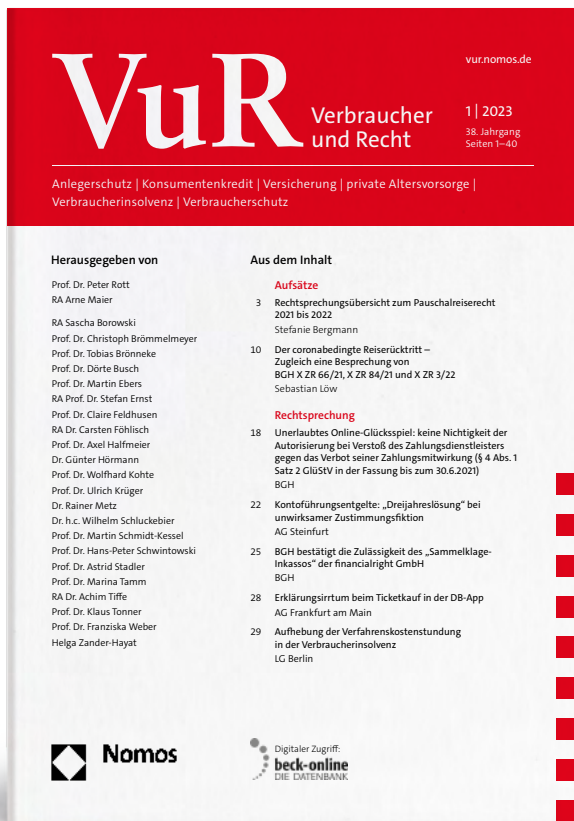 VuR
Verbraucher
und Recht
vur.nomos.de
1 | 2023
38. Jahrgang
Seiten 1–40
Anlegerschutz | Konsumentenkredit | Versicherung | private Altersvorsorge |
Verbraucherinsolvenz | Verbraucherschutz
Herausgegeben von
Prof. Dr. Peter Rott
RA Arne Maier
RA Sascha Borowski
Prof. Dr. Christoph Brömmelmeyer
Prof. Dr. Tobias Brönneke
Prof. Dr. Dörte Busch
Prof. Dr. Martin Ebers
RA Prof. Dr. Stefan Ernst
Prof. Dr. Claire Feldhusen
RA Dr. Carsten Föhlisch
Prof. Dr. Axel Halfmeier
Dr. Günter Hörmann
Prof. Dr. Wolfhard Kohte
Prof. Dr. Ulrich Krüger
Dr. Rainer Metz
Dr. h.c. Wilhelm Schluckebier
Prof. Dr. Martin Schmidt-Kessel
Prof. Dr. Hans-Peter Schwintowski
Prof. Dr. Astrid Stadler
Prof. Dr. Marina Tamm
RA Dr. Achim Tiffe
Prof. Dr. Klaus Tonner
Prof. Dr. Franziska Weber
Helga Zander-Hayat
Aus dem Inhalt
Aufsätze
3 Rechtsprechungsübersicht zum Pauschalreiserecht
2021 bis 2022
Stefanie Bergmann
10 Der coronabedingte Reiserücktritt –
Zugleich eine Besprechung von
BGH X ZR 66/21, X ZR 84/21 und X ZR 3/22
Sebastian Löw
Rechtsprechung
18 Unerlaubtes Online-Glücksspiel: keine Nichtigkeit der
Autorisierung bei Verstoß des Zahlungsdienstleisters
gegen das Verbot seiner Zahlungsmitwirkung (§ 4 Abs. 1
Satz 2 GlüStV in der Fassung bis zum 30.6.2021)
BGH
22 Kontoführungsentgelte: „Dreijahreslösung“ bei
unwirksamer Zustimmungsfiktion
AG Steinfurt
25 BGH bestätigt die Zulässigkeit des „Sammelklage-
Inkassos“ der financialright GmbH
BGH
28 Erklärungsirrtum beim Ticketkauf in der DB-App
AG Frankfurt am Main
29 Aufhebung der Verfahrenskostenstundung
in der Verbraucherinsolvenz
LG Berlin
Nomos
Digitaler Zugriff:
beck-online
DIE DATENBANK